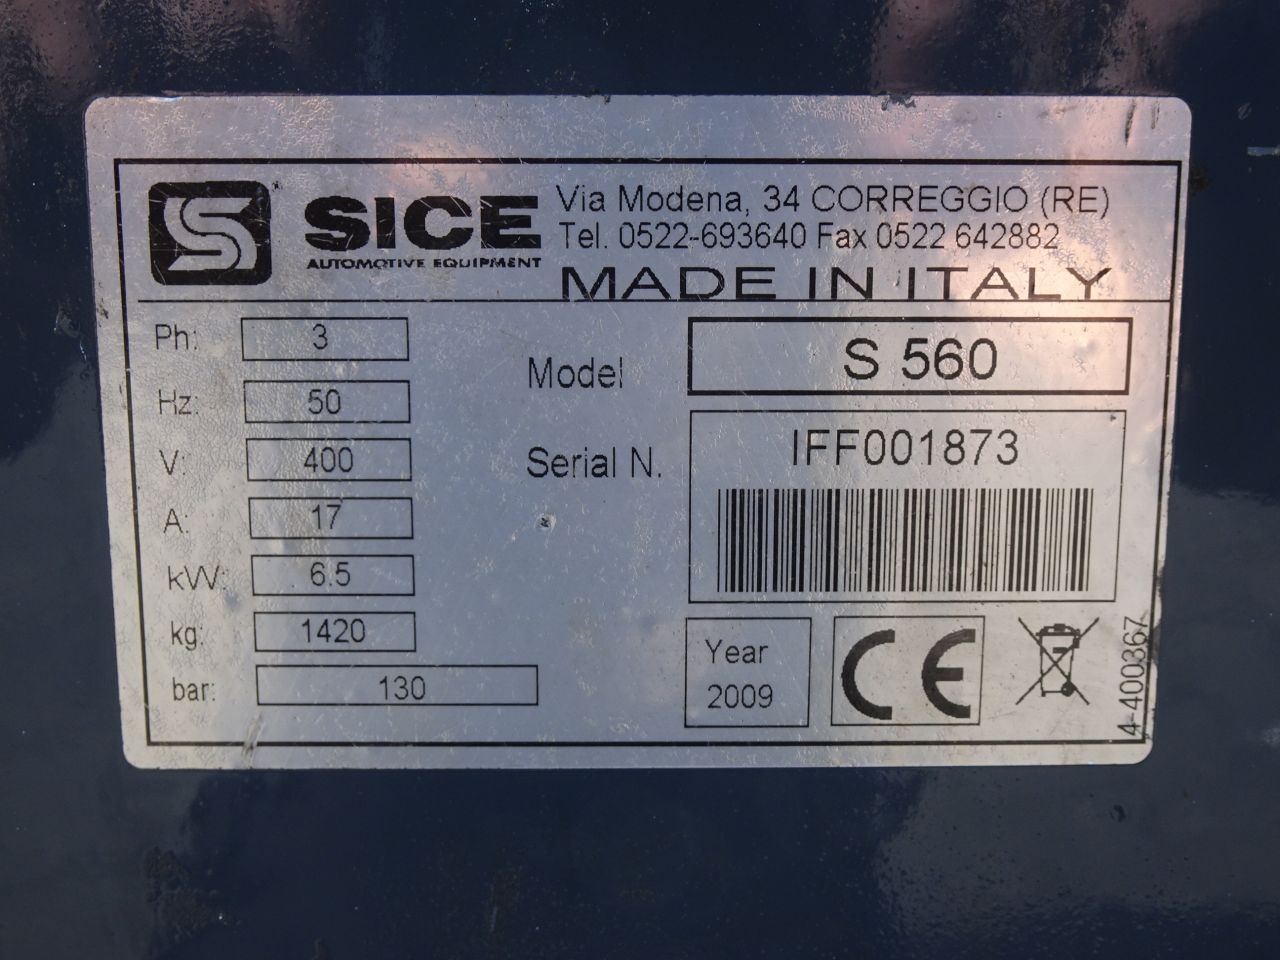 SICE
AUTOMOTIVE EQUIPMENT
Via Modena, 34 CORREGGIO (RE)
Tel. 0522-693640 Fax 0522 642882
MADE IN ITALY
Ph: 3
Hz: 50
V: 400
A: 17
kW: 6.5
kg: 1420
bar: 130
Model S 560
Serial N. IFF001873
Year
2009
CE
4-400367